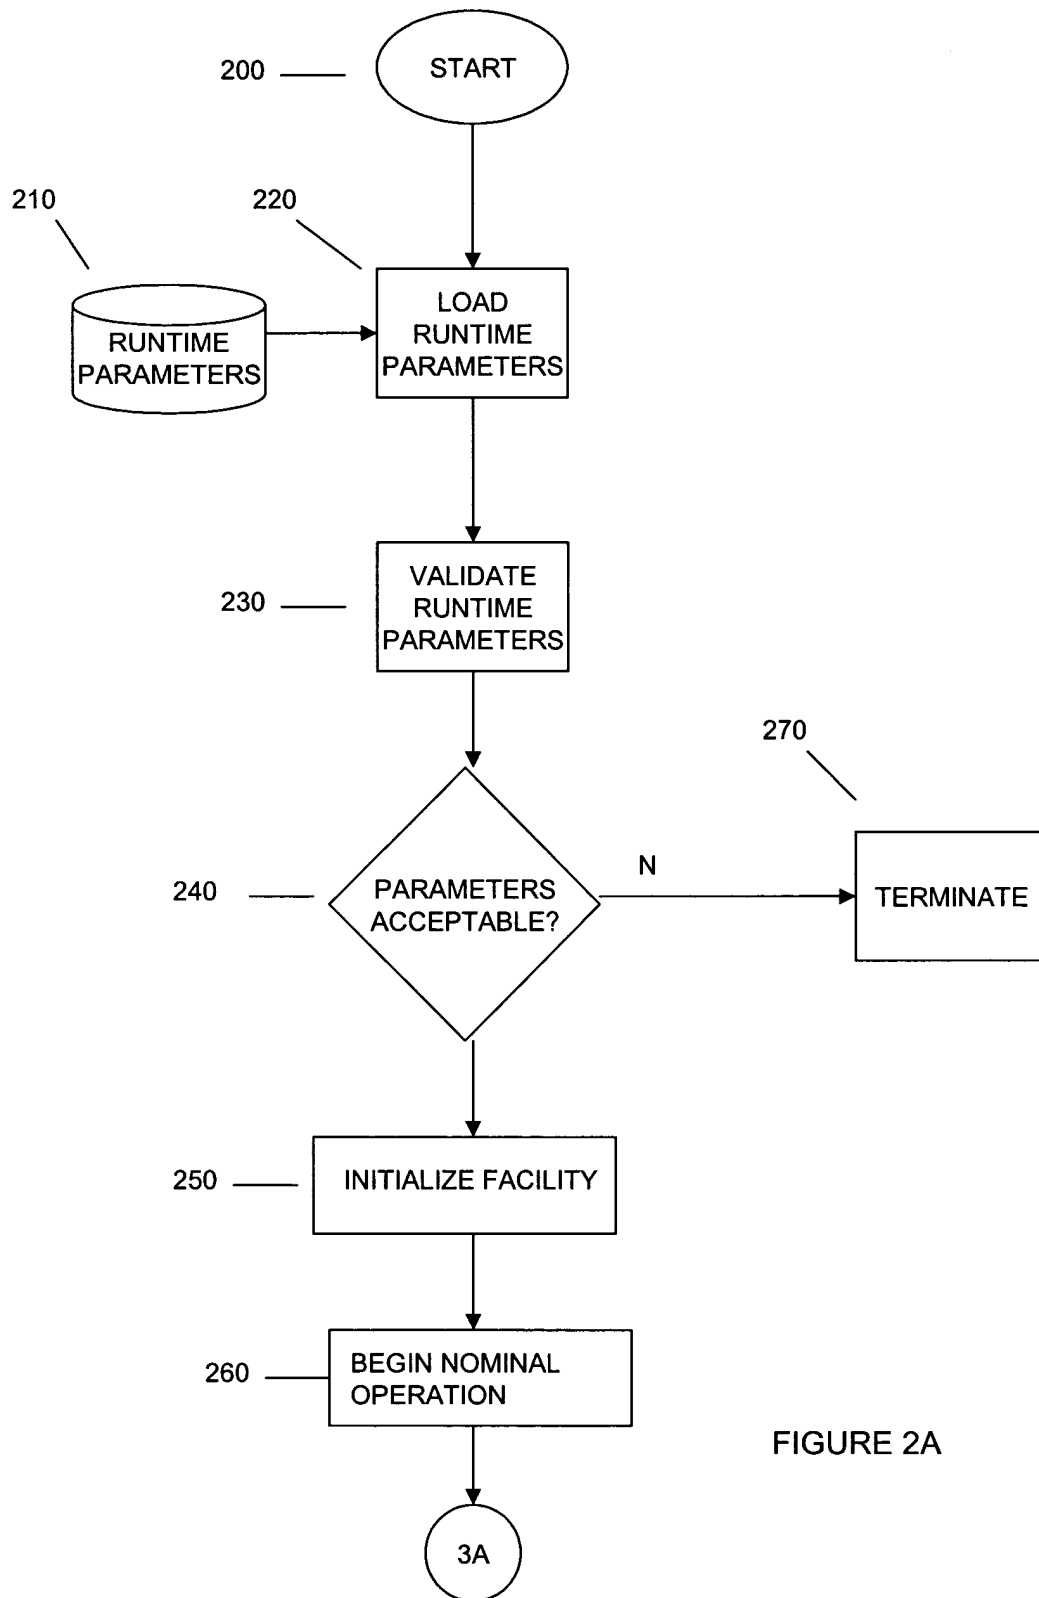 200
START
210
220
RUNTIME
PARAMETERS
LOAD
RUNTIME
PARAMETERS
230
VALIDATE
RUNTIME
PARAMETERS
270
240
PARAMETERS
ACCEPTABLE?
N
TERMINATE
250
INITIALIZE FACILITY
260
BEGIN NOMINAL
OPERATION
FIGURE 2A
3A